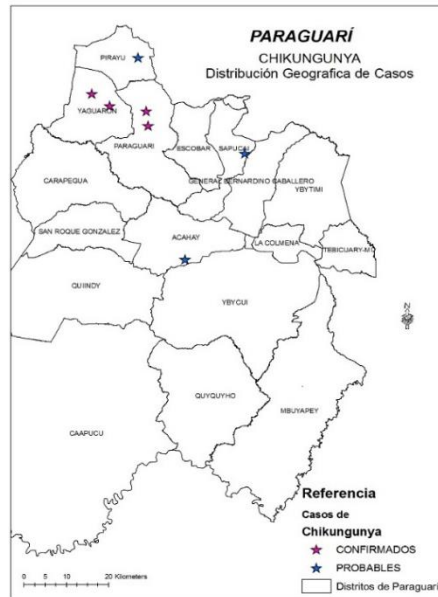 PARAGUARÍ
CHIKUNGUNYA
Distribución Geografica de Casos
PIRAYU
YAGUARON
PARAGUARI
ESCOBAR
SAPUCAI
GENERAL BERNARDINO CABALLERO
YBYTIMI
CARAPEGUA
SAN ROQUE GONZALEZ
ACAHAY
LA COLMENA
TEBICUARY-MI
QUIINDY
YBYCUI
N
QUYQUYHO
MBUYAPEY
CAAPUCU
Referencia
Casos de
Chikungunya
CONFIRMADOS
PROBABLES
Distritos de Paraguarí
0 5 10 20 Kilometers